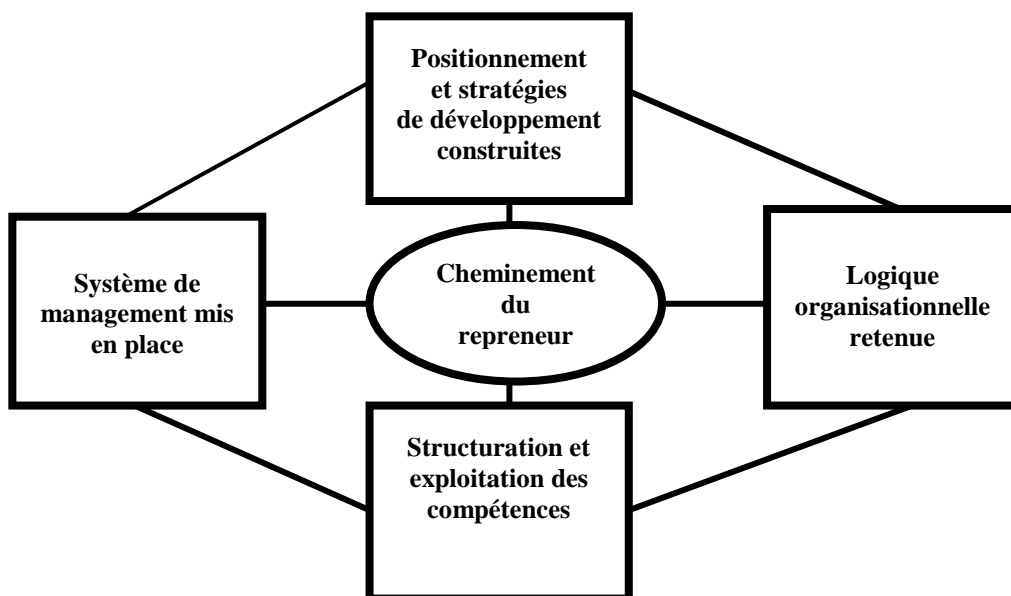 Positionnement
et stratégies
de développement
construites
Système de
management mis
en place
Cheminement
du
repreneur
Logique
organisationnelle
retenue
Structuration et
exploitation des
compétences